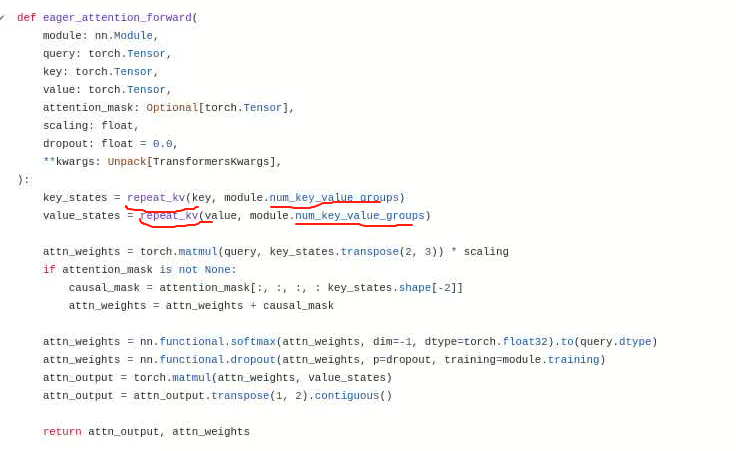 def eager_attention_forward(
module: nn.Module,
query: torch.Tensor,
key: torch.Tensor,
value: torch.Tensor,
attention_mask: Optional[torch.Tensor],
scaling: float,
dropout: float = 0.0,
**kwargs: Unpack[TransformersKwargs],
):
key_states = repeat_kv(key, module.num_key_value_groups)
value_states = repeat_kv(value, module.num_key_value_groups)
attn_weights = torch.matmul(query, key_states.transpose(2, 3)) * scaling
if attention_mask is not None:
causal_mask = attention_mask[:, :, :, : key_states.shape[-2]]
attn_weights = attn_weights + causal_mask
attn_weights = nn.functional.softmax(attn_weights, dim=-1, dtype=torch.float32).to(query.dtype)
attn_weights = nn.functional.dropout(attn_weights, p=dropout, training=module.training)
attn_output = torch.matmul(attn_weights, value_states)
attn_output = attn_output.transpose(1, 2).contiguous()
return attn_output, attn_weights